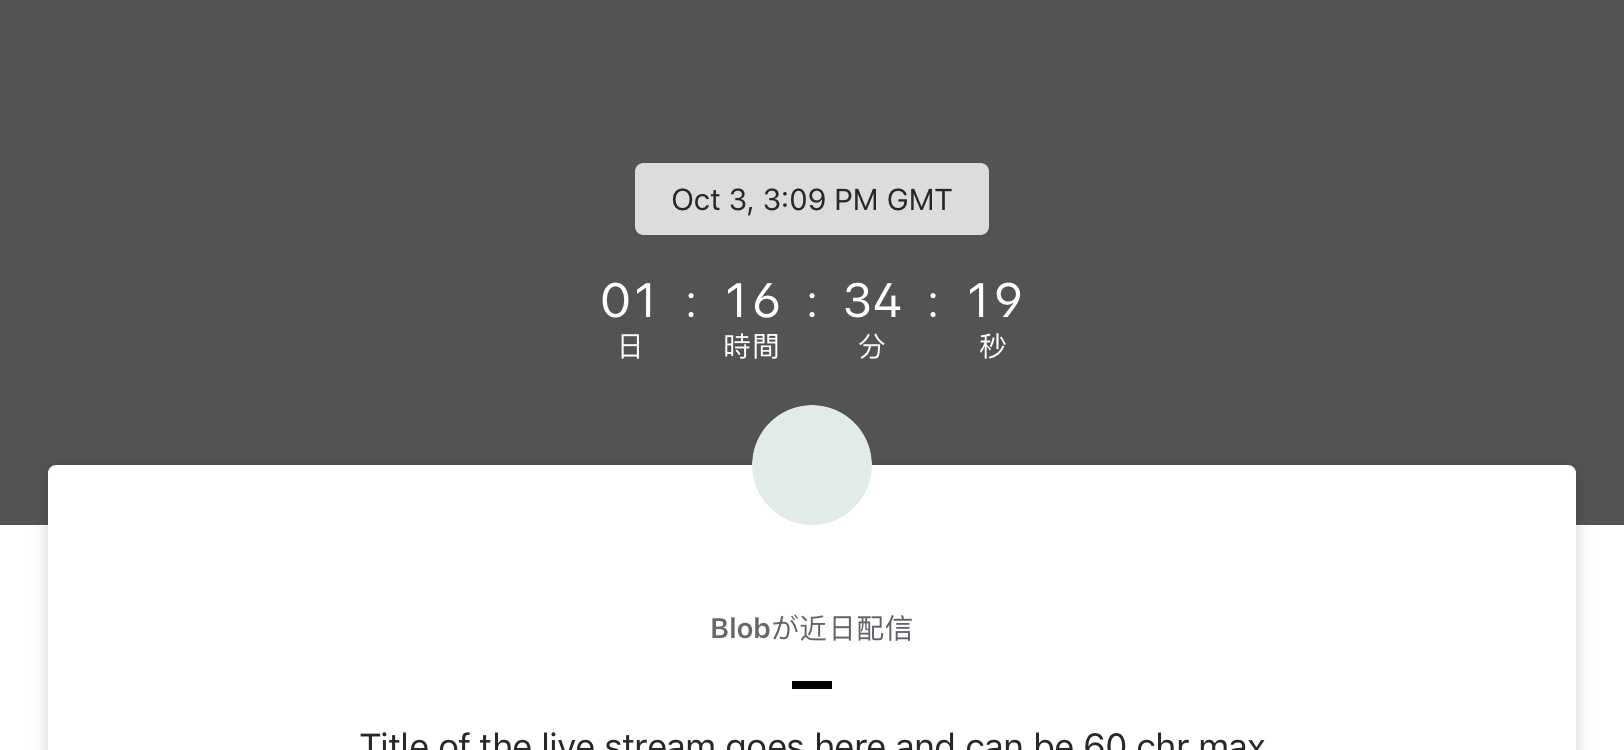 Oct 3, 3:09 PM GMT
01 : 16 : 34 : 19
日 時間 分 秒
Blobが近日配信
Title of the live stream goes here and can be 60 chr max